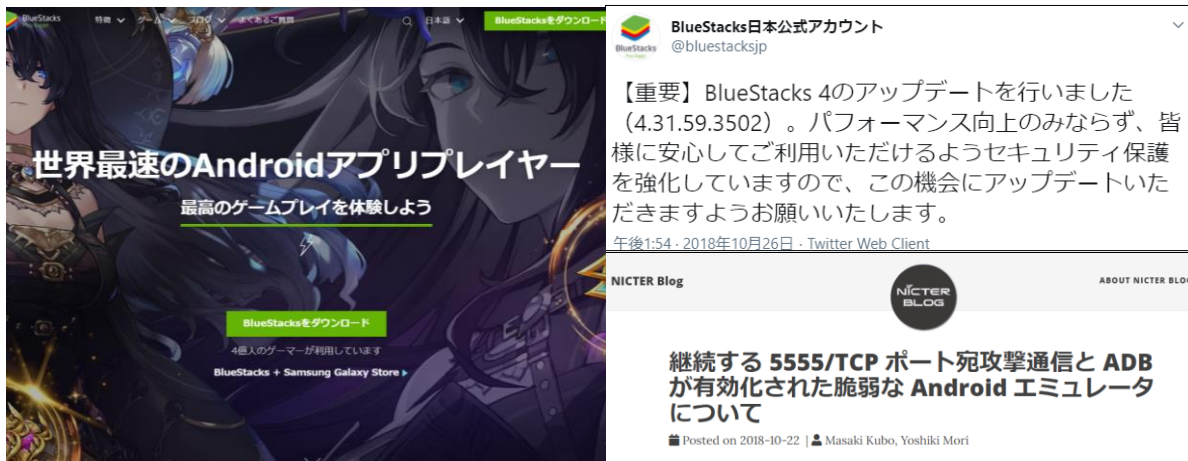 BlueStacks
特徴
ゲーム
ブログ
よくあるご質問
日本語
BlueStacksをダウンロード
世界最速のAndroidアプリプレイヤー
最高のゲームプレイを体験しよう
BlueStacksをダウンロード
4億人のゲーマーが利用しています
BlueStacks + Samsung Galaxy Store
BlueStacks
BlueStacks日本公式アカウント
@bluestacksjp
【重要】BlueStacks 4のアップデートを行いました
(4.31.59.3502)。パフォーマンス向上のみならず、皆
様に安心してご利用いただけるようセキュリティ保護
を強化していますので、この機会にアップデートいた
だきますようお願いいたします。
午後1:54 · 2018年10月26日 · Twitter Web Client
NICTER Blog
NICTER
BLOG
ABOUT NICTER BLO
継続する 5555/TCP ポート宛攻撃通信と ADB
が有効化された脆弱な Android エミュレータ
について
Posted on 2018-10-22 | Masaki Kubo, Yoshiki Mori